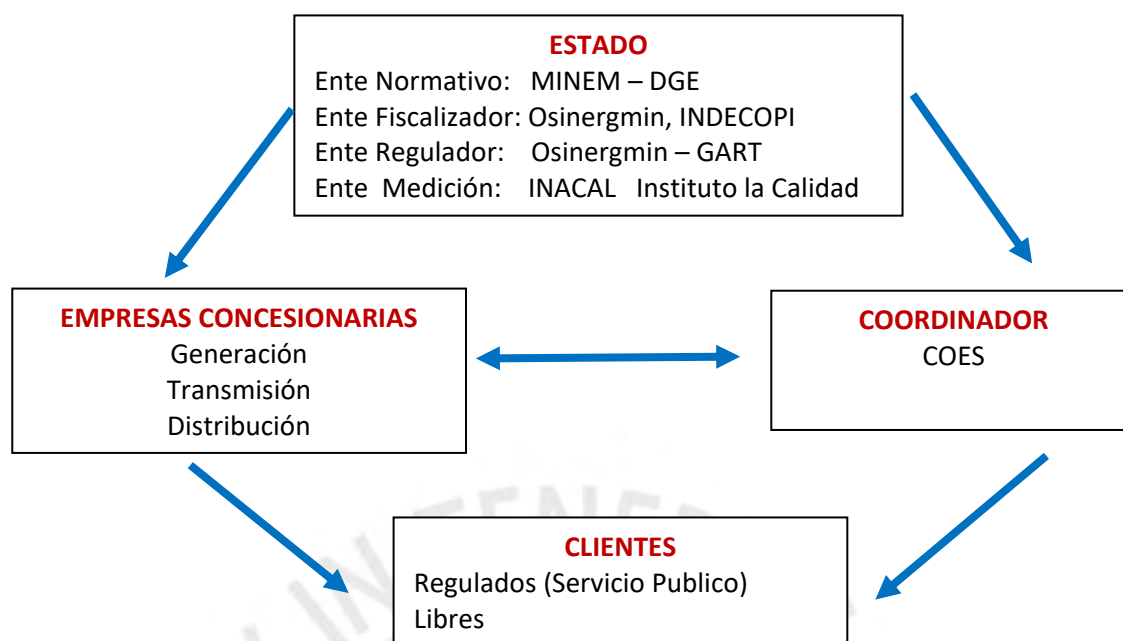 ESTADO
Ente Normativo: MINEM – DGE
Ente Fiscalizador: Osinergmin, INDECOPI
Ente Regulador: Osinergmin – GART
Ente Medición: INACAL Instituto la Calidad
EMPRESAS CONCESIONARIAS
Generación
Transmisión
Distribución
COORDINADOR
COES
CLIENTES
Regulados (Servicio Publico)
Libres